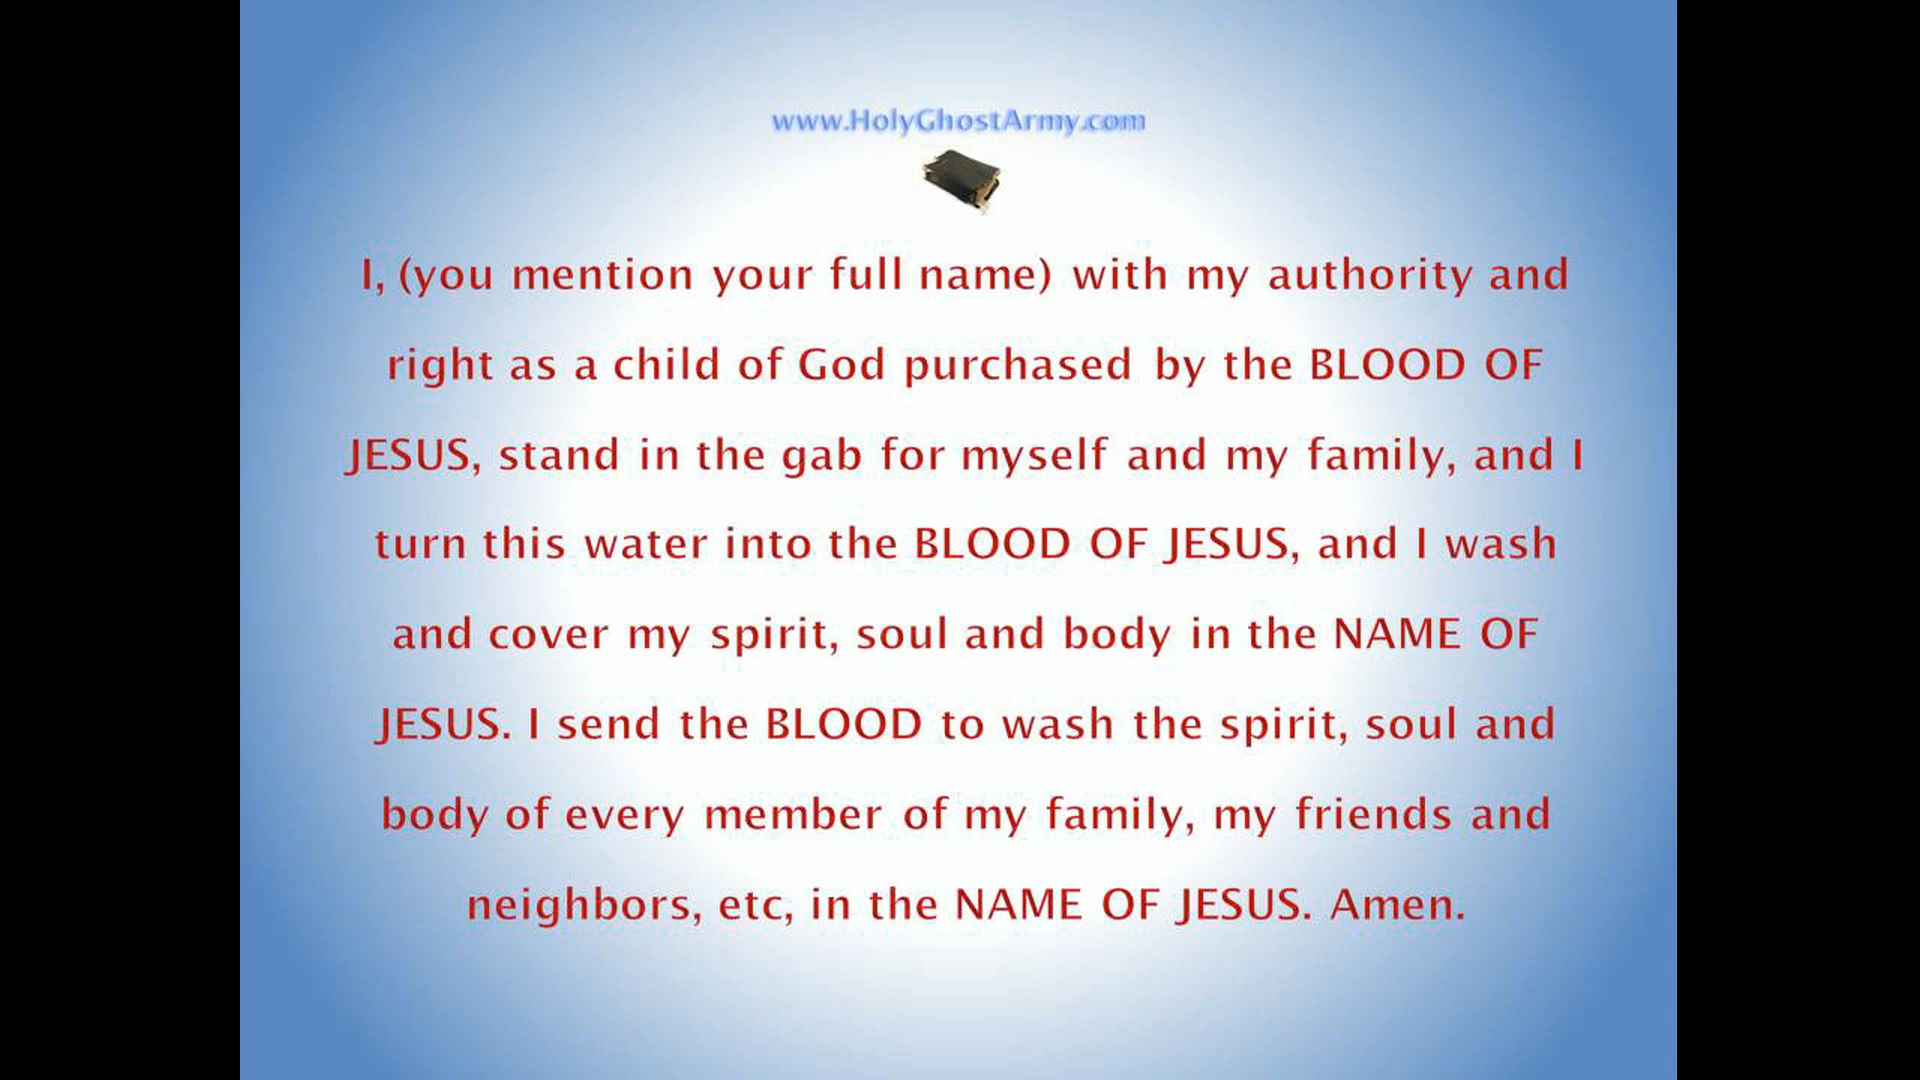 www.HolyGhostArmy.com
I, (you mention your full name) with my authority and
right as a child of God purchased by the BLOOD OF
JESUS, stand in the gab for myself and my family, and I
turn this water into the BLOOD OF JESUS, and I wash
and cover my spirit, soul and body in the NAME OF
JESUS. I send the BLOOD to wash the spirit, soul and
body of every member of my family, my friends and
neighbors, etc, in the NAME OF JESUS. Amen.